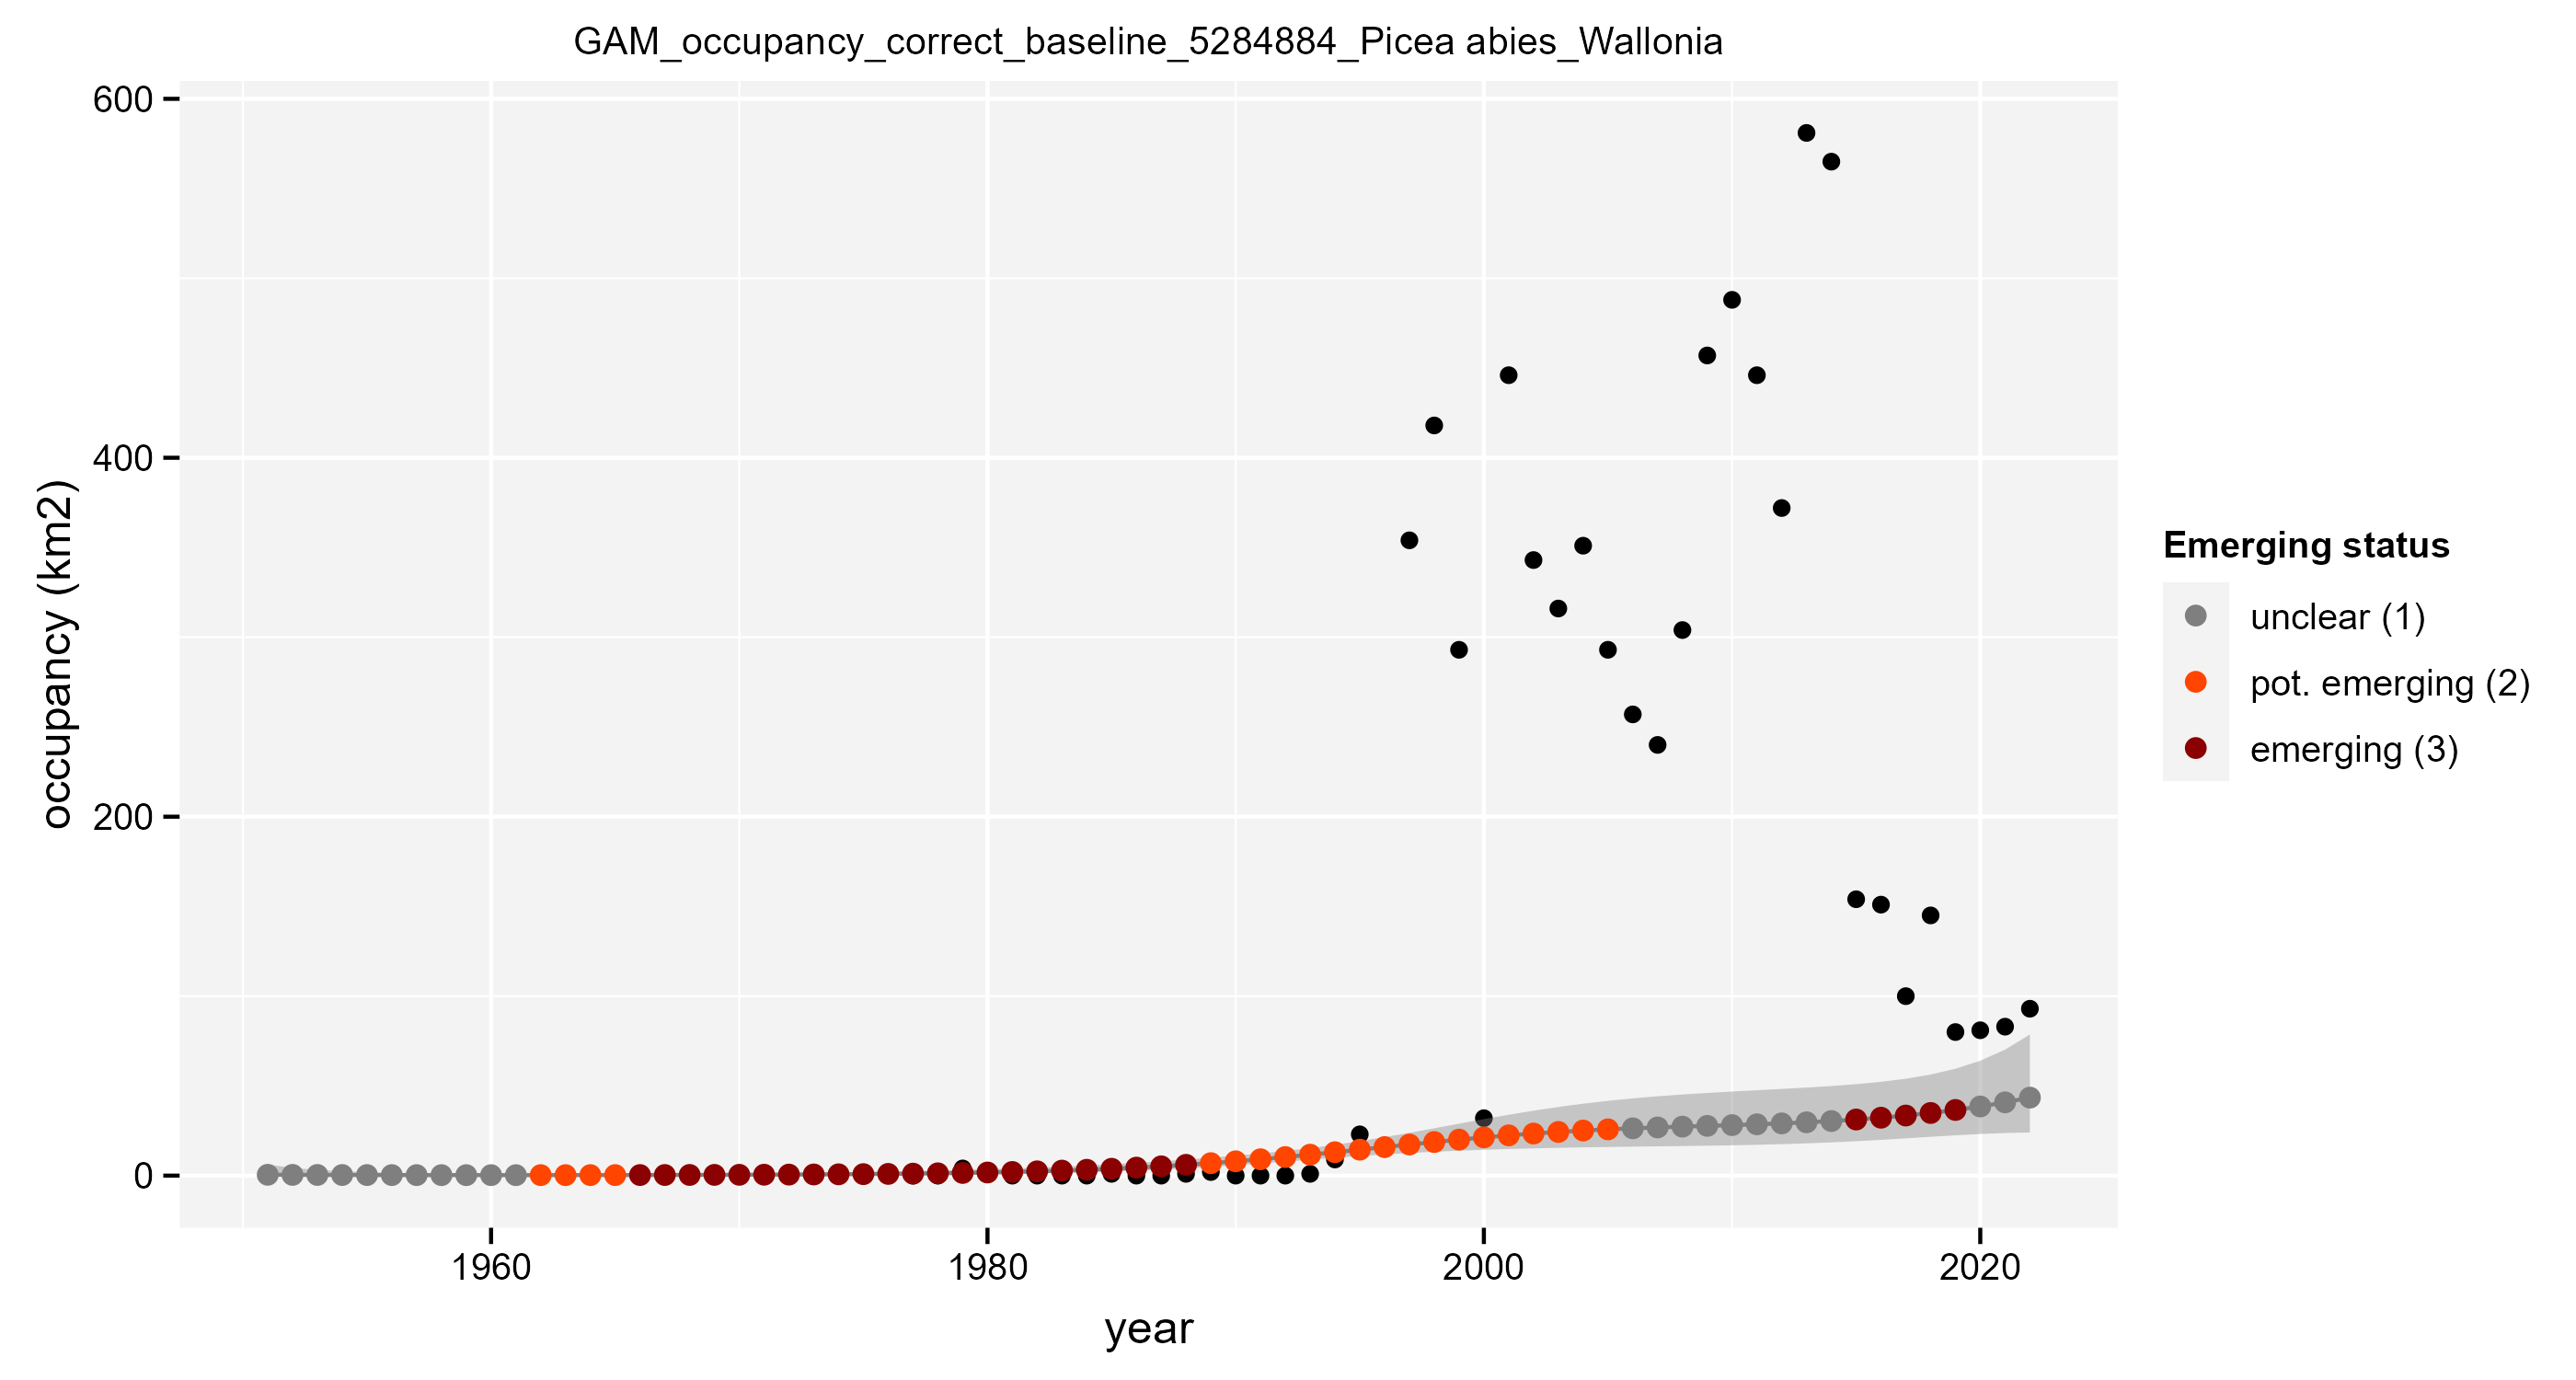 GAM_occupancy_correct_baseline_5284884_Picea abies_Wallonia
600
400
200
0
occupancy (km2)
1960
1980
2000
2020
year
Emerging status
unclear (1)
pot. emerging (2)
emerging (3)